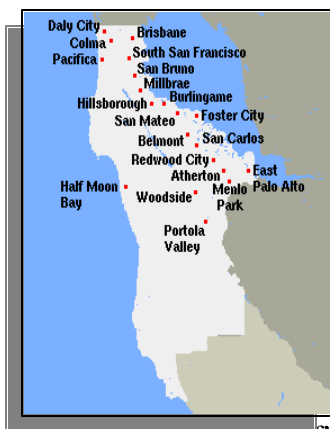 Daly City
Brisbane
Colma
South San Francisco
Pacifica
San Bruno
Millbrae
Hillsborough
Burlingame
San Mateo
Foster City
Belmont
San Carlos
Redwood City
Atherton
East
Palo Alto
Menlo
Park
Half Moon
Bay
Woodside
Portola
Valley